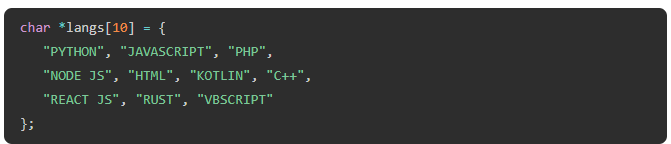 char *langs[10] = {
"PYTHON", "JAVASCRIPT", "PHP",
"NODE JS", "HTML", "KOTLIN", "C++",
"REACT JS", "RUST", "VBSCRIPT"
};